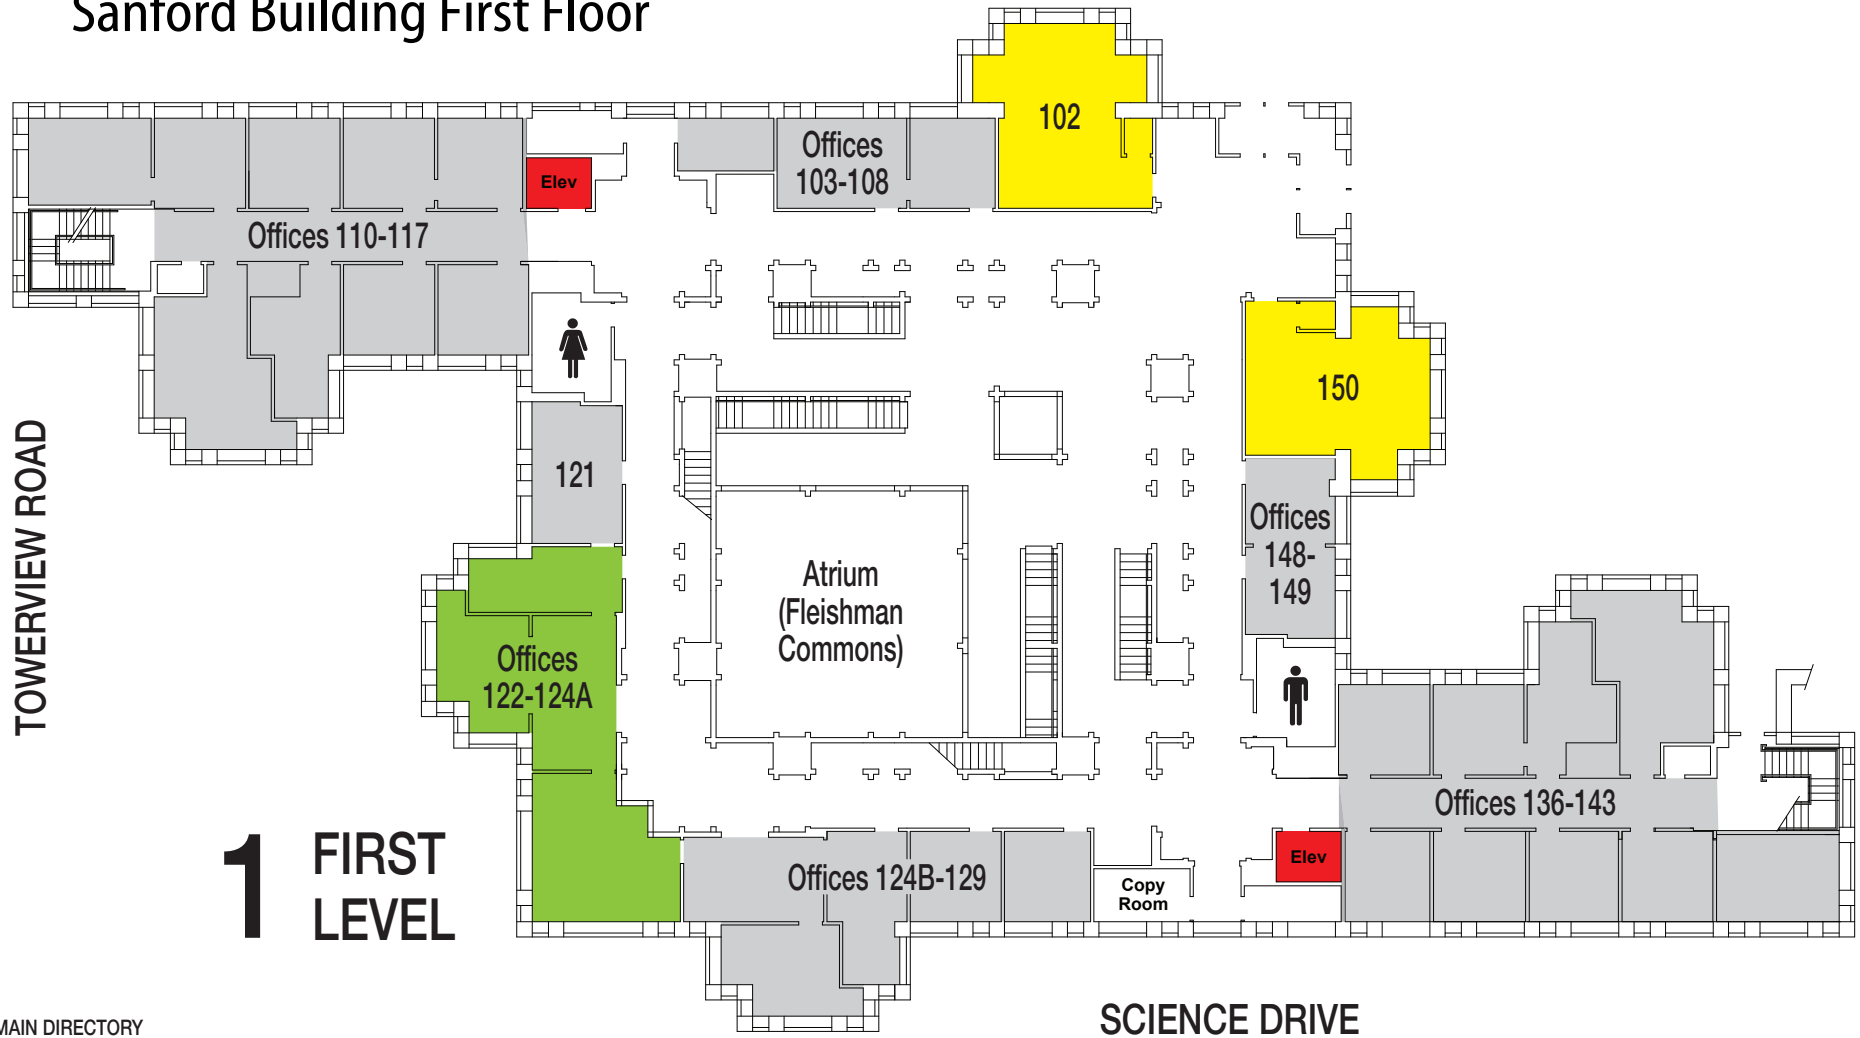 Sanford Building First Floor
102
Offices
103-108
Elev
Offices 110-117
150
121
Offices
148-
149
Atrium
(Fleishman
Commons)
Offices
122-124A
TOWERVIEW ROAD
Offices 136-143
1 FIRST
LEVEL
Elev
Offices 124B-129
Copy
Room
SCIENCE DRIVE
MAIN DIRECTORY